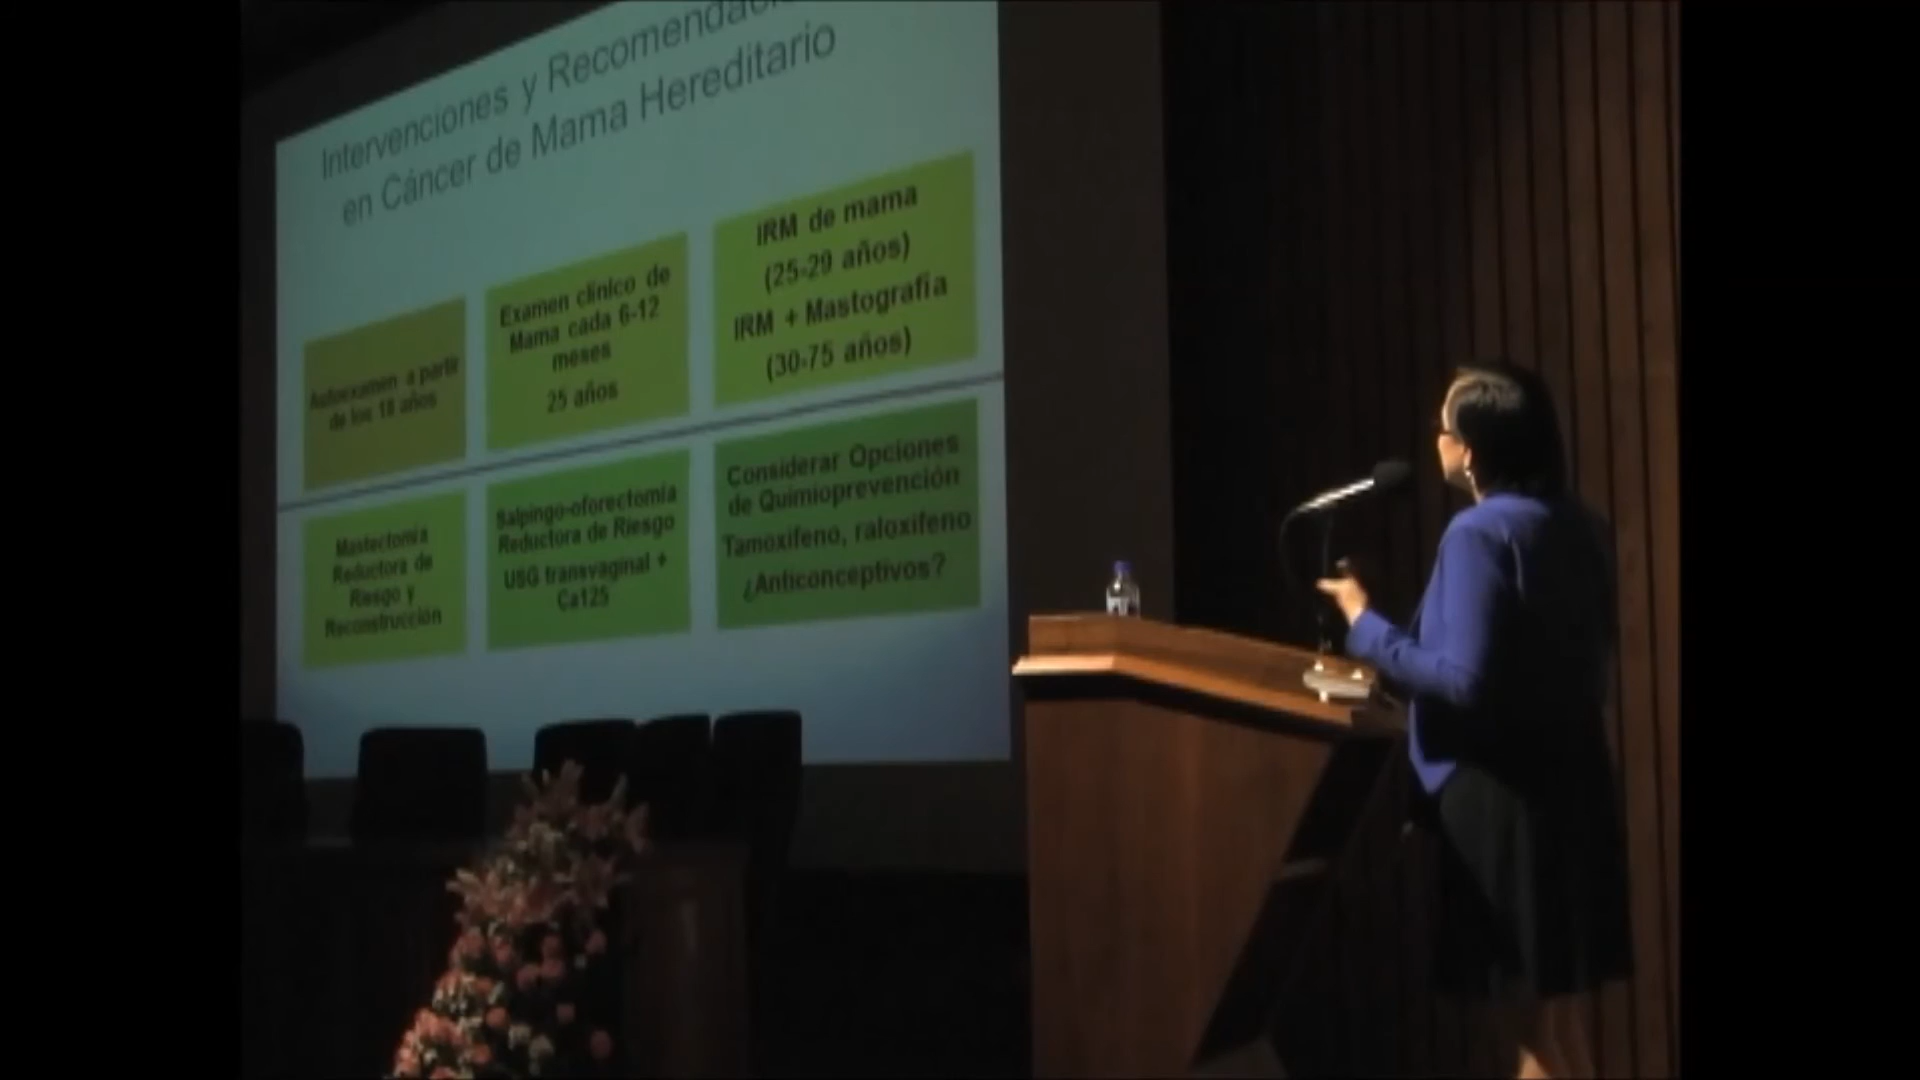 Intervenciones y
en Cáncer de Mama Hereditario
Autoexamen a partir
de los 18 años
Examen clínico de
Mama cada 6-12
meses
25 años
IRM de mama
(25-29 años)
IRM + Mastografía
(30-75 años)
Mastectomía
Reductora de
Riesgo y
Reconstrucción
Salpingo-oforectomía
Reductora de Riesgo
USG transvaginal +
Ca125
Considerar Opciones
de Quimioprevención
Tamoxifeno, raloxifeno
¿Anticonceptivos?